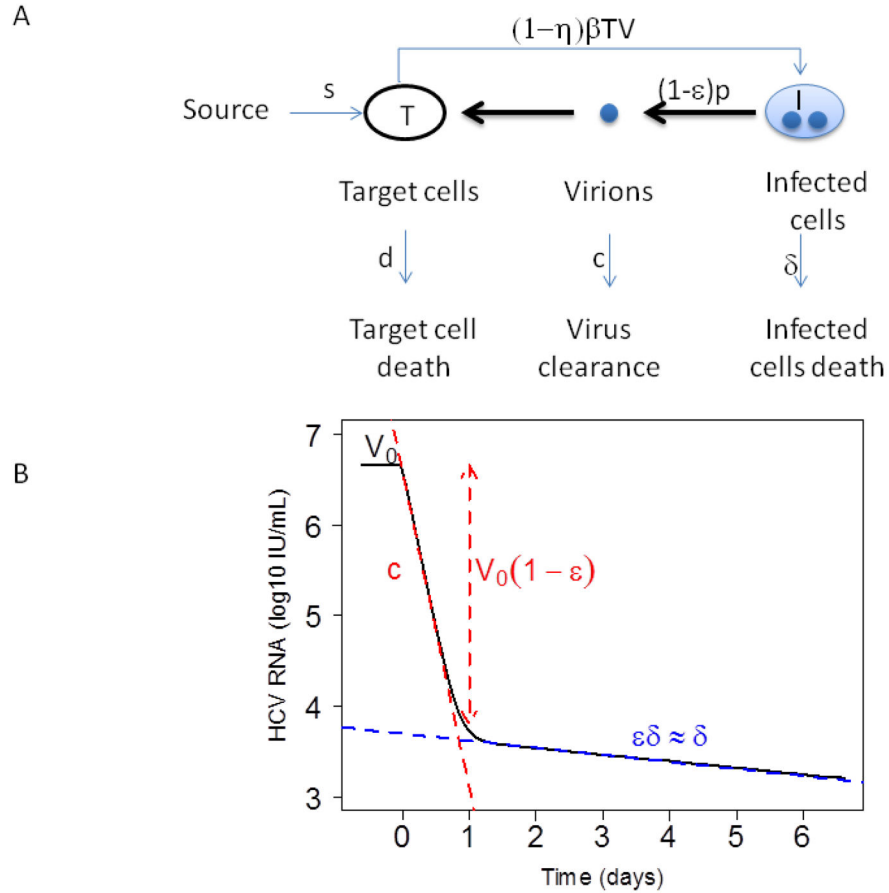 A
(1−η)βTV
Source
s
T
(1-ε)p
I
Target cells
Virions
Infected
cells
d
c
δ
Target cell
death
Virus
clearance
Infected
cells death
B
HCV RNA (log10 IU/mL)
7
6
5
4
3
V0
c
V0(1 − ε)
εδ ≈ δ
0
1
2
3
4
5
6
Time (days)